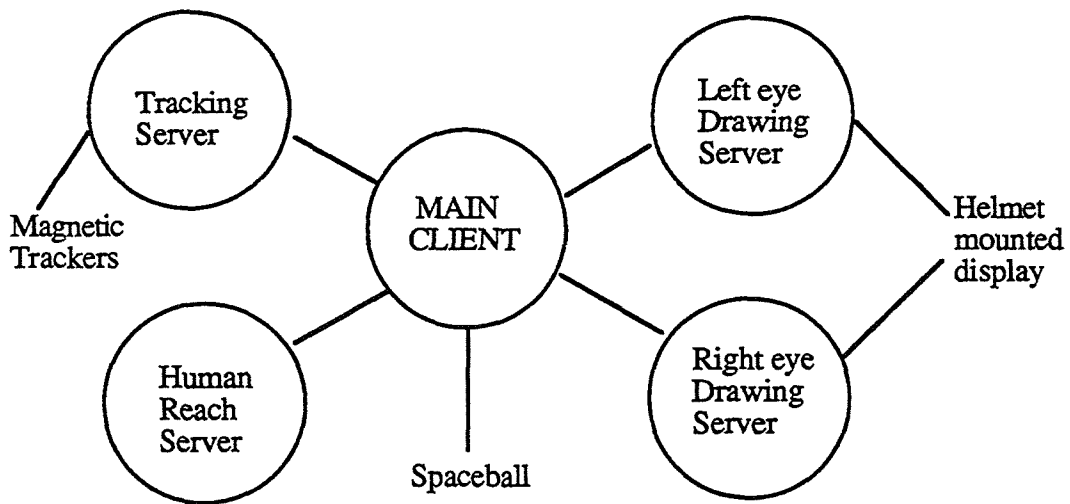 Tracking
Server
Left eye
Drawing
Server
Magnetic
Trackers
MAIN
CLIENT
Helmet
mounted
display
Human
Reach
Server
Right eye
Drawing
Server
Spaceball